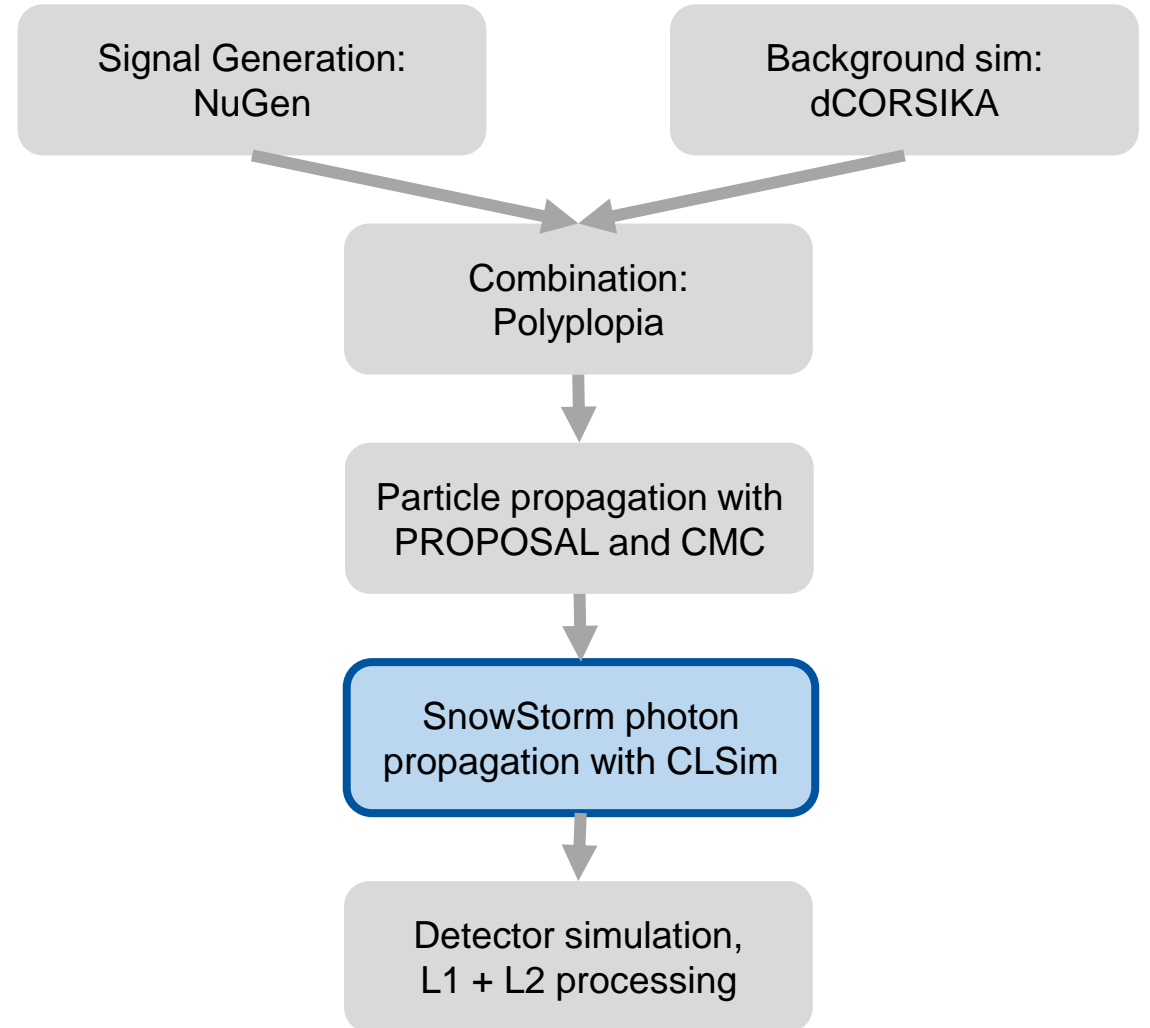 Signal Generation:
NuGen
Background sim:
dCORSIKA
Combination:
Polyplopia
Particle propagation with
PROPOSAL and CMC
SnowStorm photon
propagation with CLSim
Detector simulation,
L1 + L2 processing